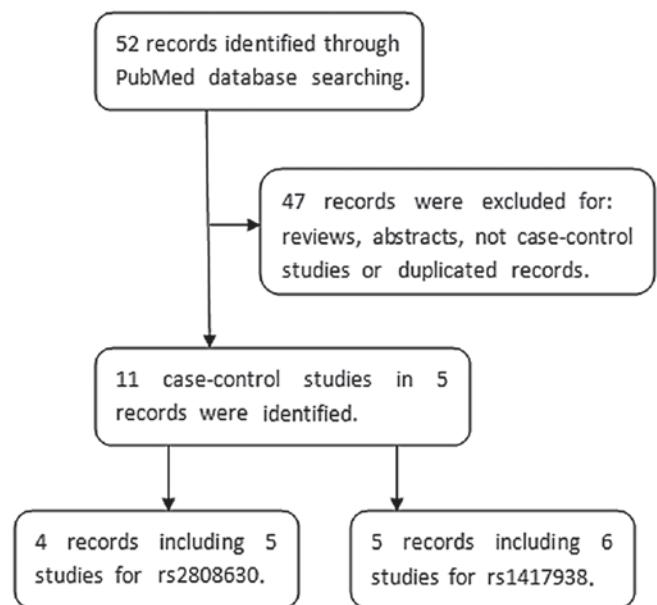 52 records identified through
PubMed database searching.
47 records were excluded for:
reviews, abstracts, not case-control
studies or duplicated records.
11 case-control studies in 5
records were identified.
4 records including 5
studies for rs2808630.
5 records including 6
studies for rs1417938.